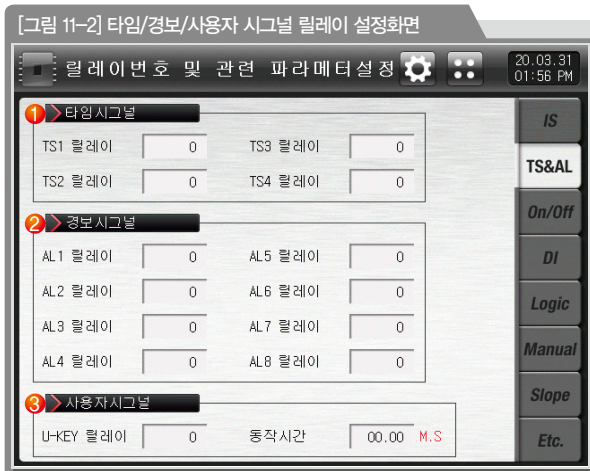 [그림 11-2] 타임/경보/사용자 시그널 릴레이 설정화면
릴레이번호 및 관련 파라메터설정
20.03.31
01:56 PM
1 타임시그널
TS1 릴레이 0 TS3 릴레이 0
TS2 릴레이 0 TS4 릴레이 0
2 경보시그널
AL1 릴레이 0 AL5 릴레이 0
AL2 릴레이 0 AL6 릴레이 0
AL3 릴레이 0 AL7 릴레이 0
AL4 릴레이 0 AL8 릴레이 0
3 사용자시그널
U-KEY 릴레이 0 동작시간 00.00 M.S
IS
TS&AL
On/Off
DI
Logic
Manual
Slope
Etc.